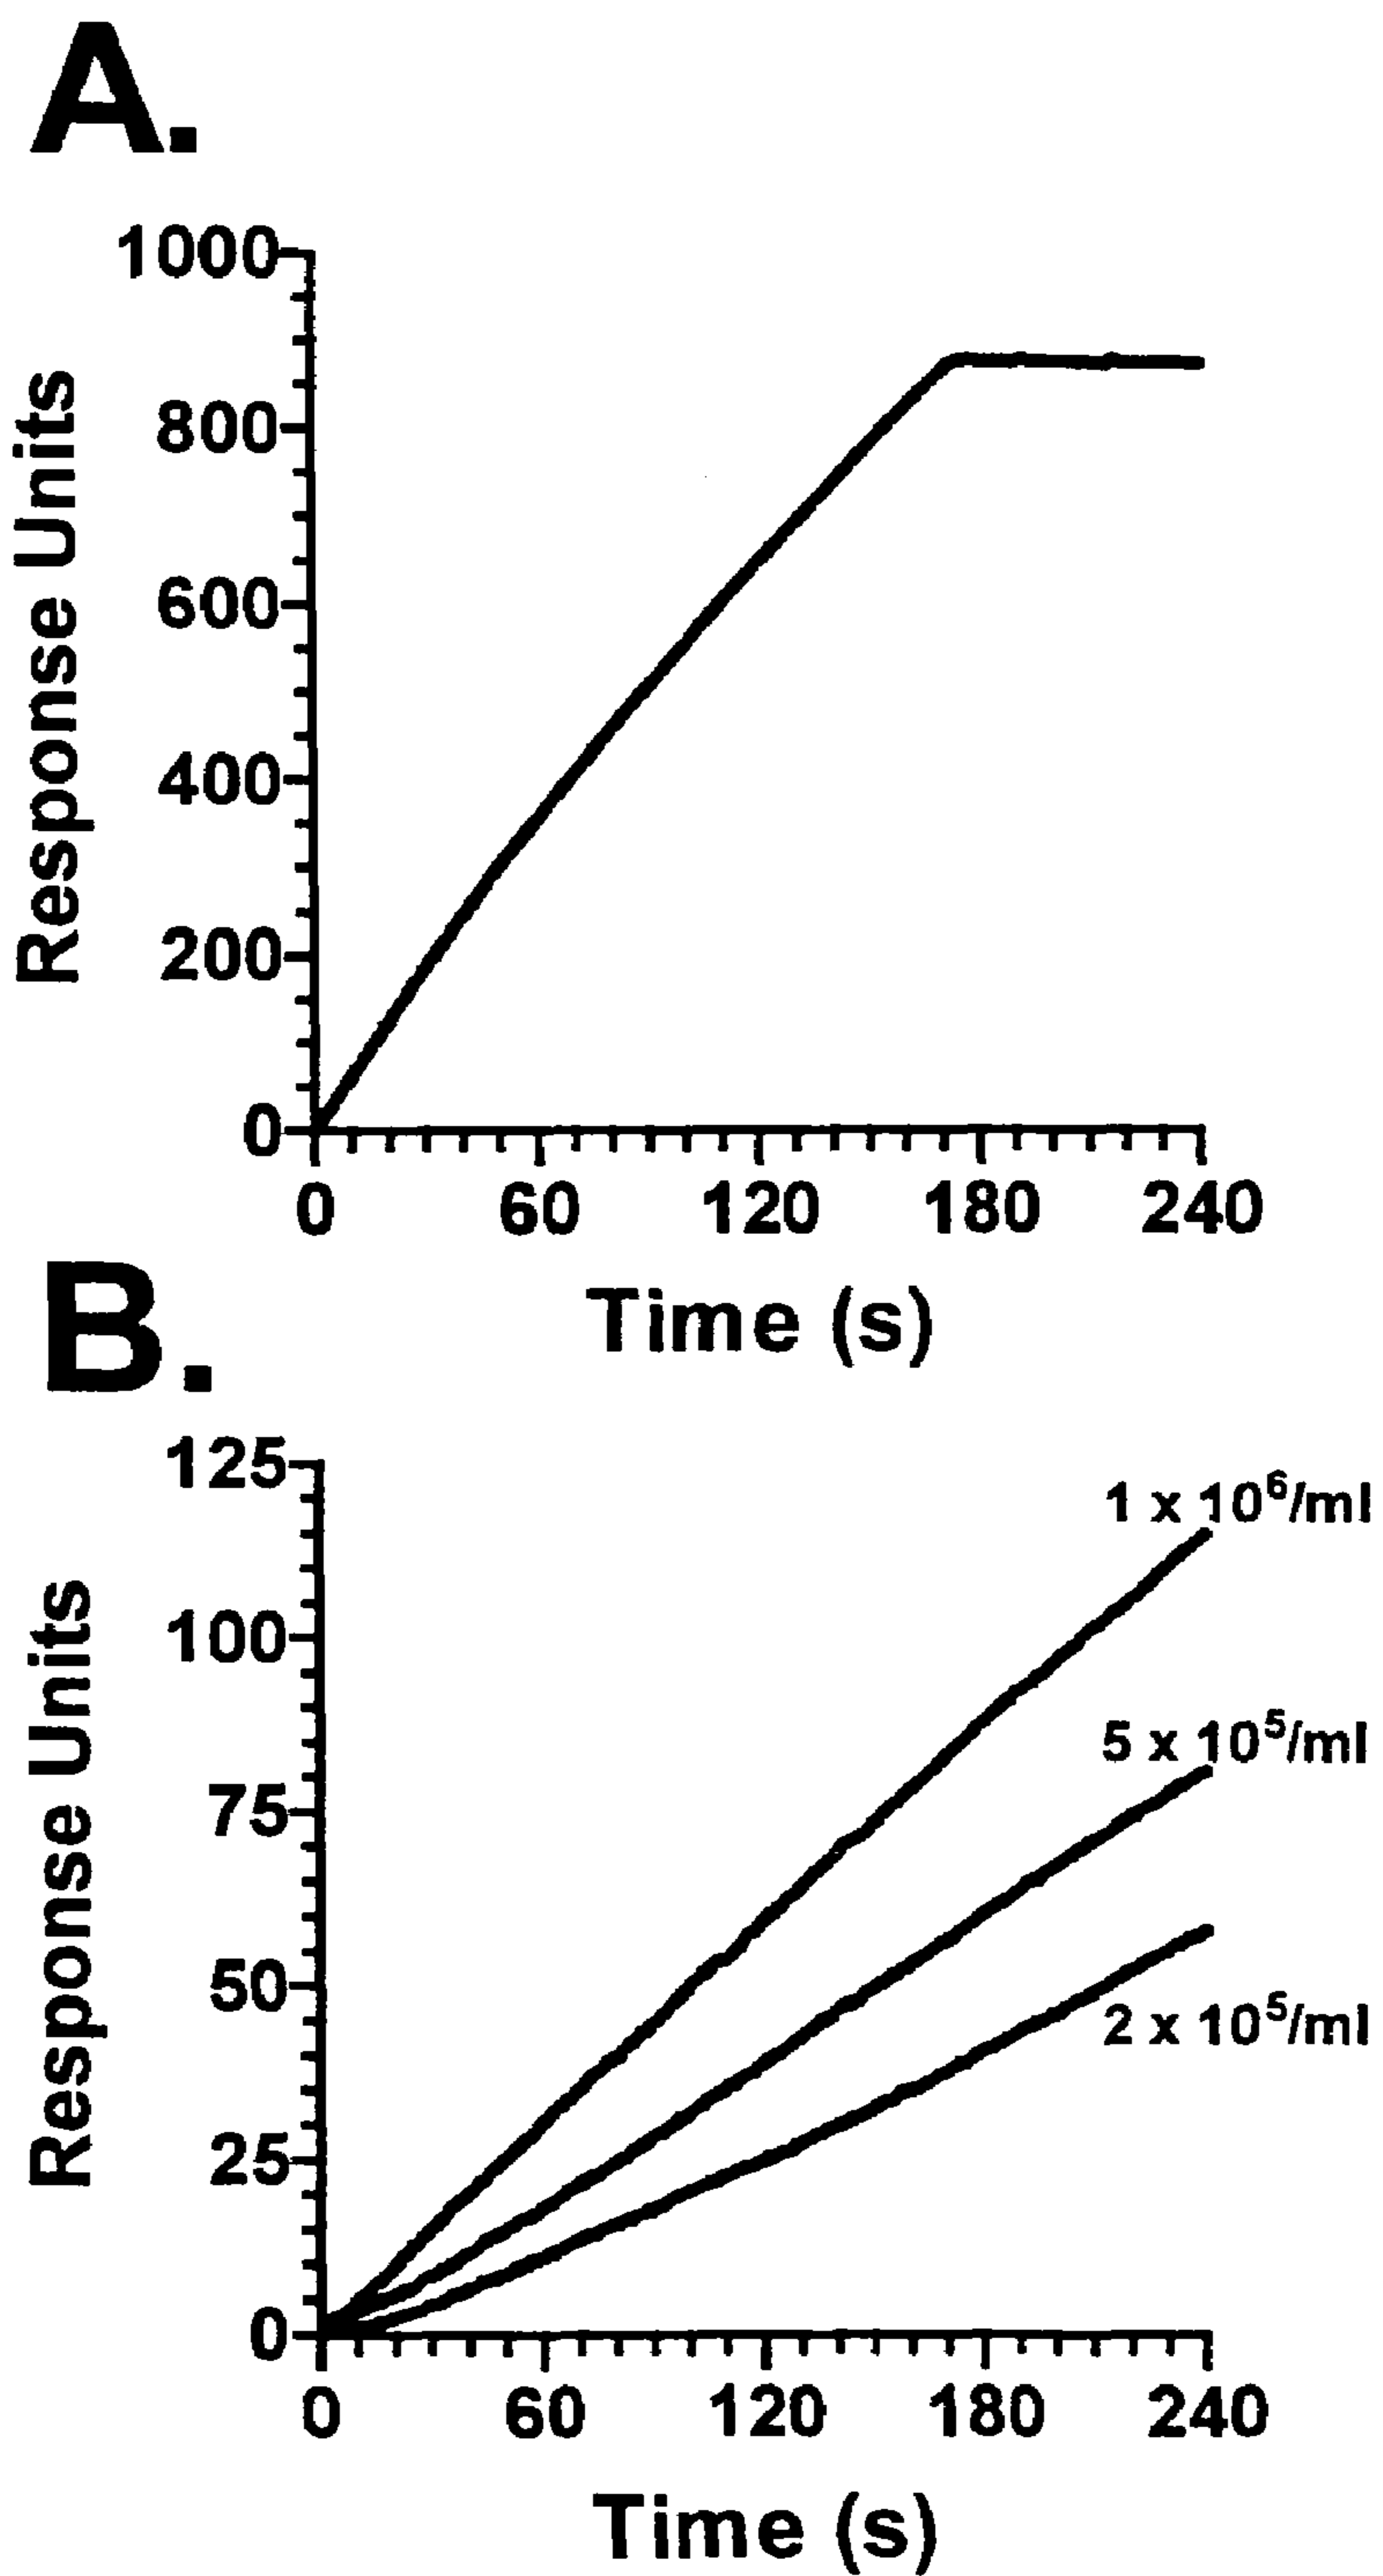 A.
1000
800
600
400
200
0
Response Units
0 60 120 180 240
Time (s)
B.
125
100
75
50
25
0
Response Units
1 x 10⁶/ml
5 x 10⁵/ml
2 x 10⁵/ml
0 60 120 180 240
Time (s)